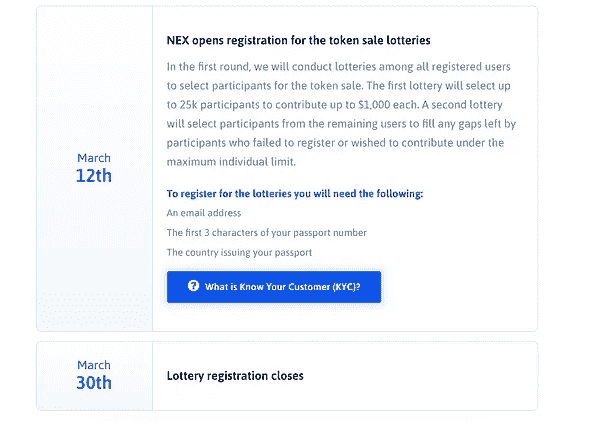 March
12th
NEX opens registration for the token sale lotteries
In the first round, we will conduct lotteries among all registered users
to select participants for the token sale. The first lottery will select up
to 25k participants to contribute up to $1,000 each. A second lottery
will select participants from the remaining users to fill any gaps left by
participants who failed to register or wished to contribute under the
maximum individual limit.
To register for the lotteries you will need the following:
An email address
The first 3 characters of your passport number
The country issuing your passport
What is Know Your Customer (KYC)?
March
30th
Lottery registration closes